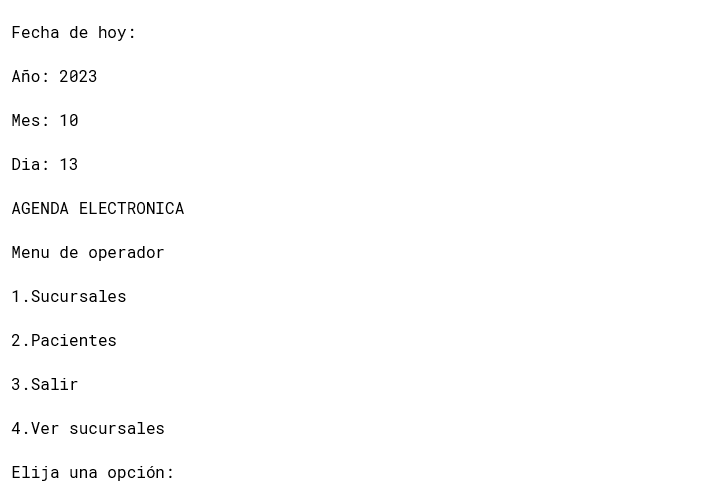 Fecha de hoy:
Año: 2023
Mes: 10
Dia: 13
AGENDA ELECTRONICA
Menu de operador
1.Sucursales
2.Pacientes
3.Salir
4.Ver sucursales
Elija una opción: